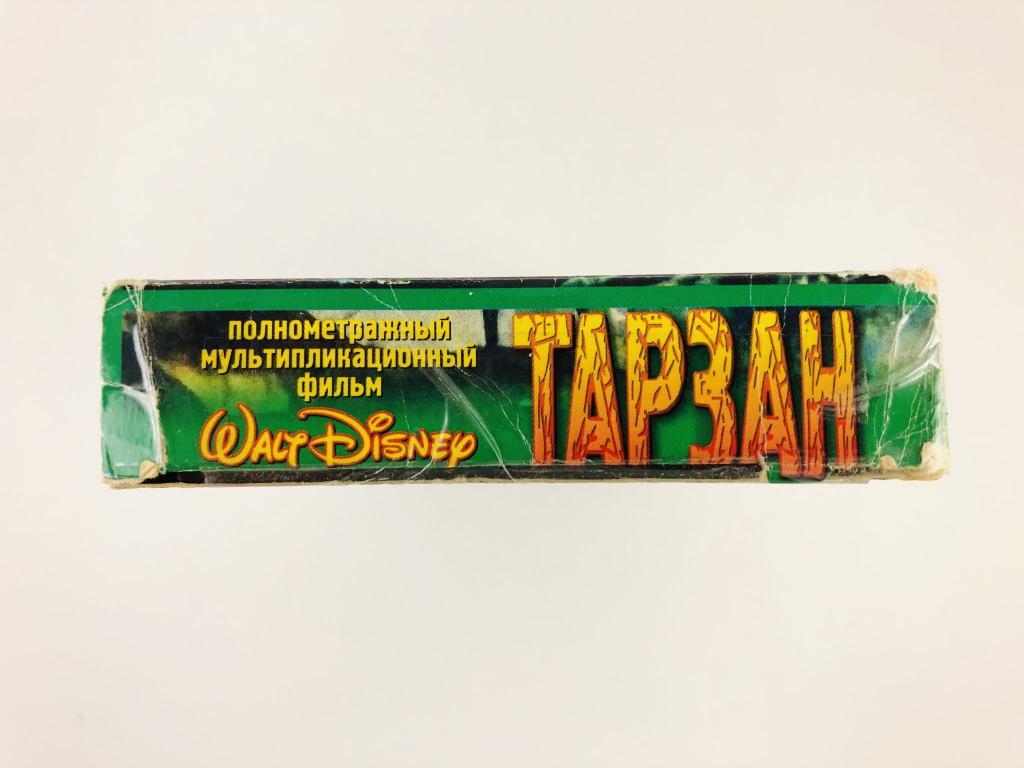 полнометражный
мультипликационный
фильм
WALT DISNEY
ТАРЗАН